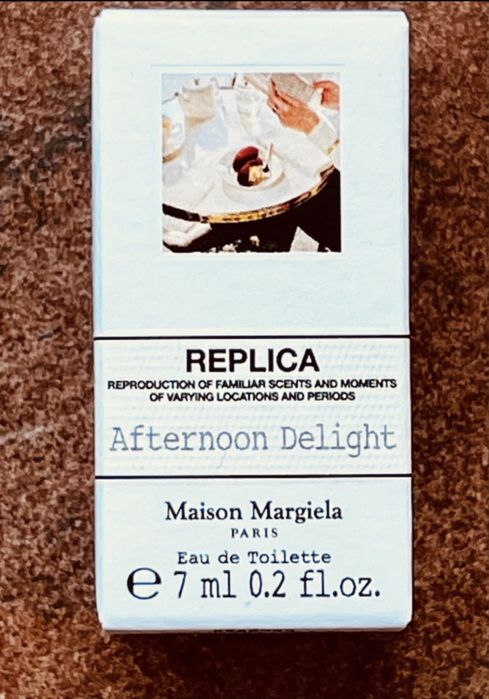 REPLICA
REPRODUCTION OF FAMILIAR SCENTS AND MOMENTS
OF VARYING LOCATIONS AND PERIODS
Afternoon Delight
Maison Margiela
PARIS
Eau de Toilette
℮ 7 ml 0.2 fl.oz.